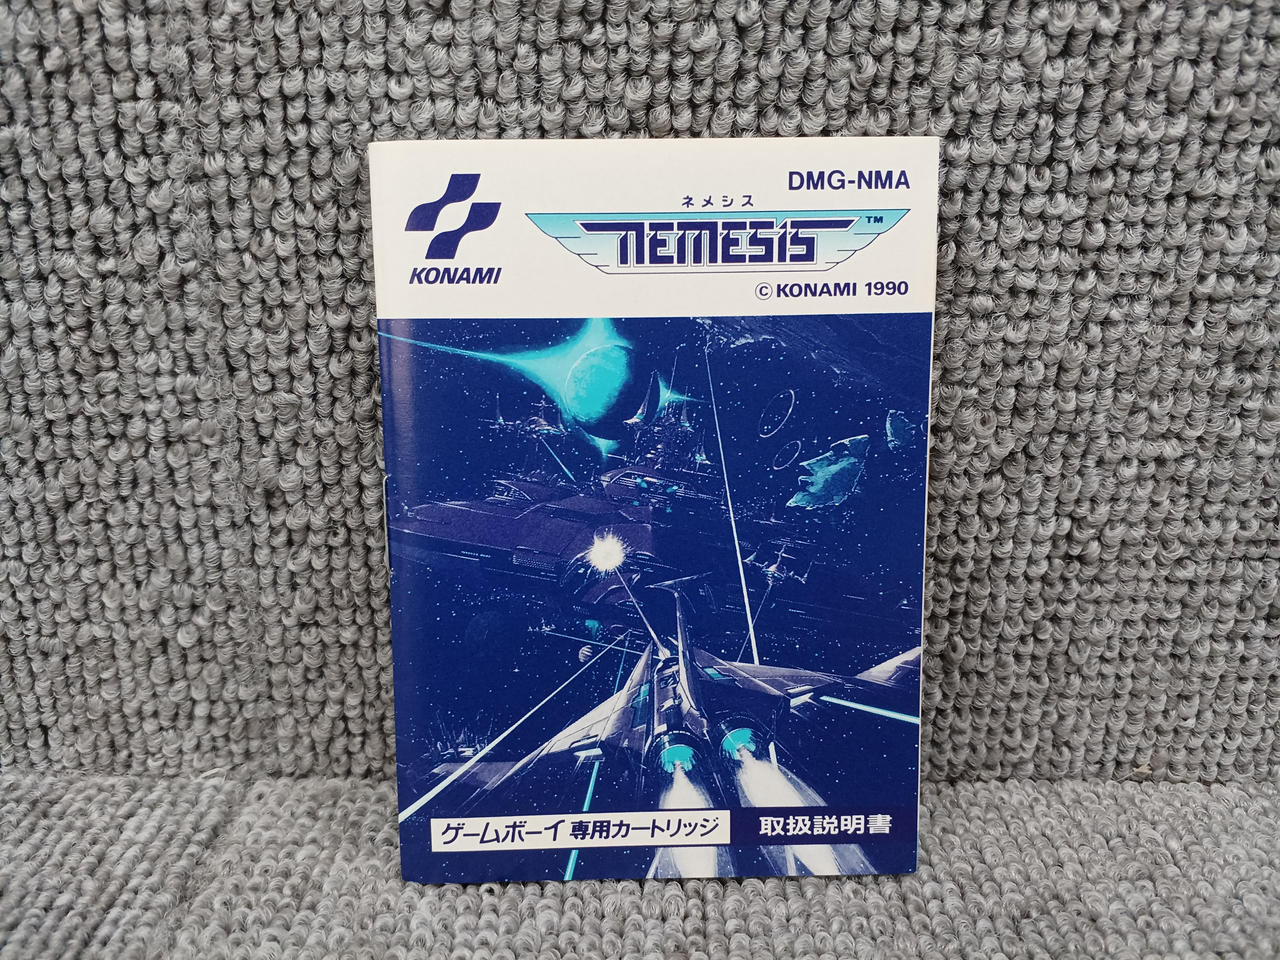 DMG-NMA
ネメシス
NEMESIS™
KONAMI
©KONAMI 1990
ゲームボーイ専用カートリッジ 取扱説明書